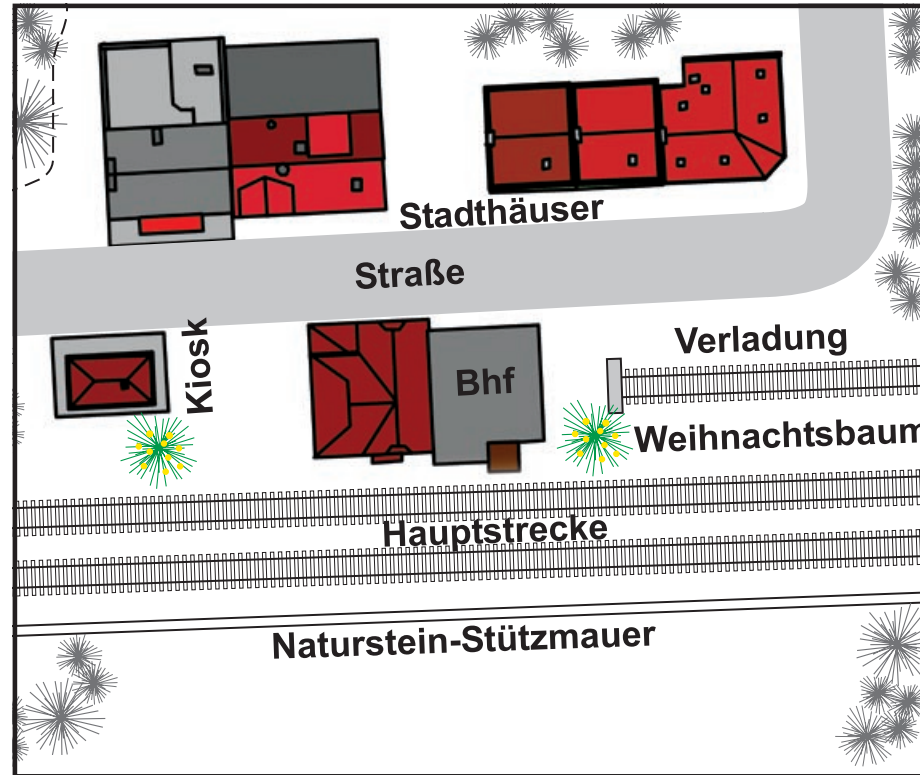 Stadthäuser
Straße
Kiosk
Bhf
Verladung
Weihnachtsbaum
Hauptstrecke
Naturstein-Stützmauer